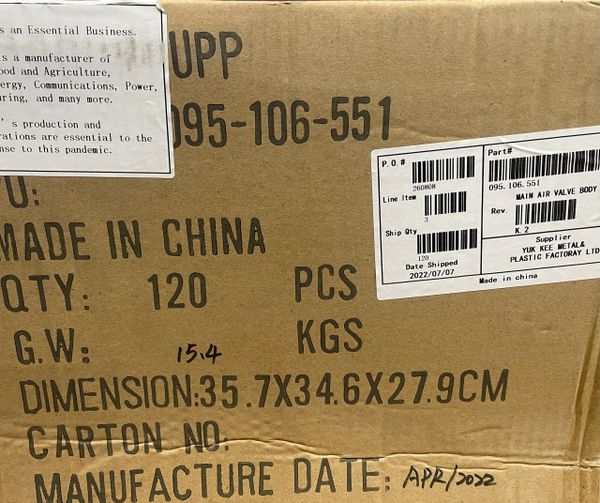 s an Essential Business.
s a manufacturer of
ood and Agriculture,
ergy, Communications, Power,
uring, and many more.
' s production and
rations are essential to the
nse to this pandemic.
UPP
095-106-551
O:
MADE IN CHINA
QTY: 120 PCS
G.W: 15.4 KGS
DIMENSION:35.7X34.6X27.9CM
CARTON NO:
MANUFACTURE DATE: APR/2022
P.O.#
260808
Line Item
3
Ship Qty
120
Date Shipped
2022/07/07
Part#
095.106.551
MAIN AIR VALVE BODY
Rev.
K.2
Supplier
YUK KEE METAL&
PLASTIC FACTORAY LTD
Made in china